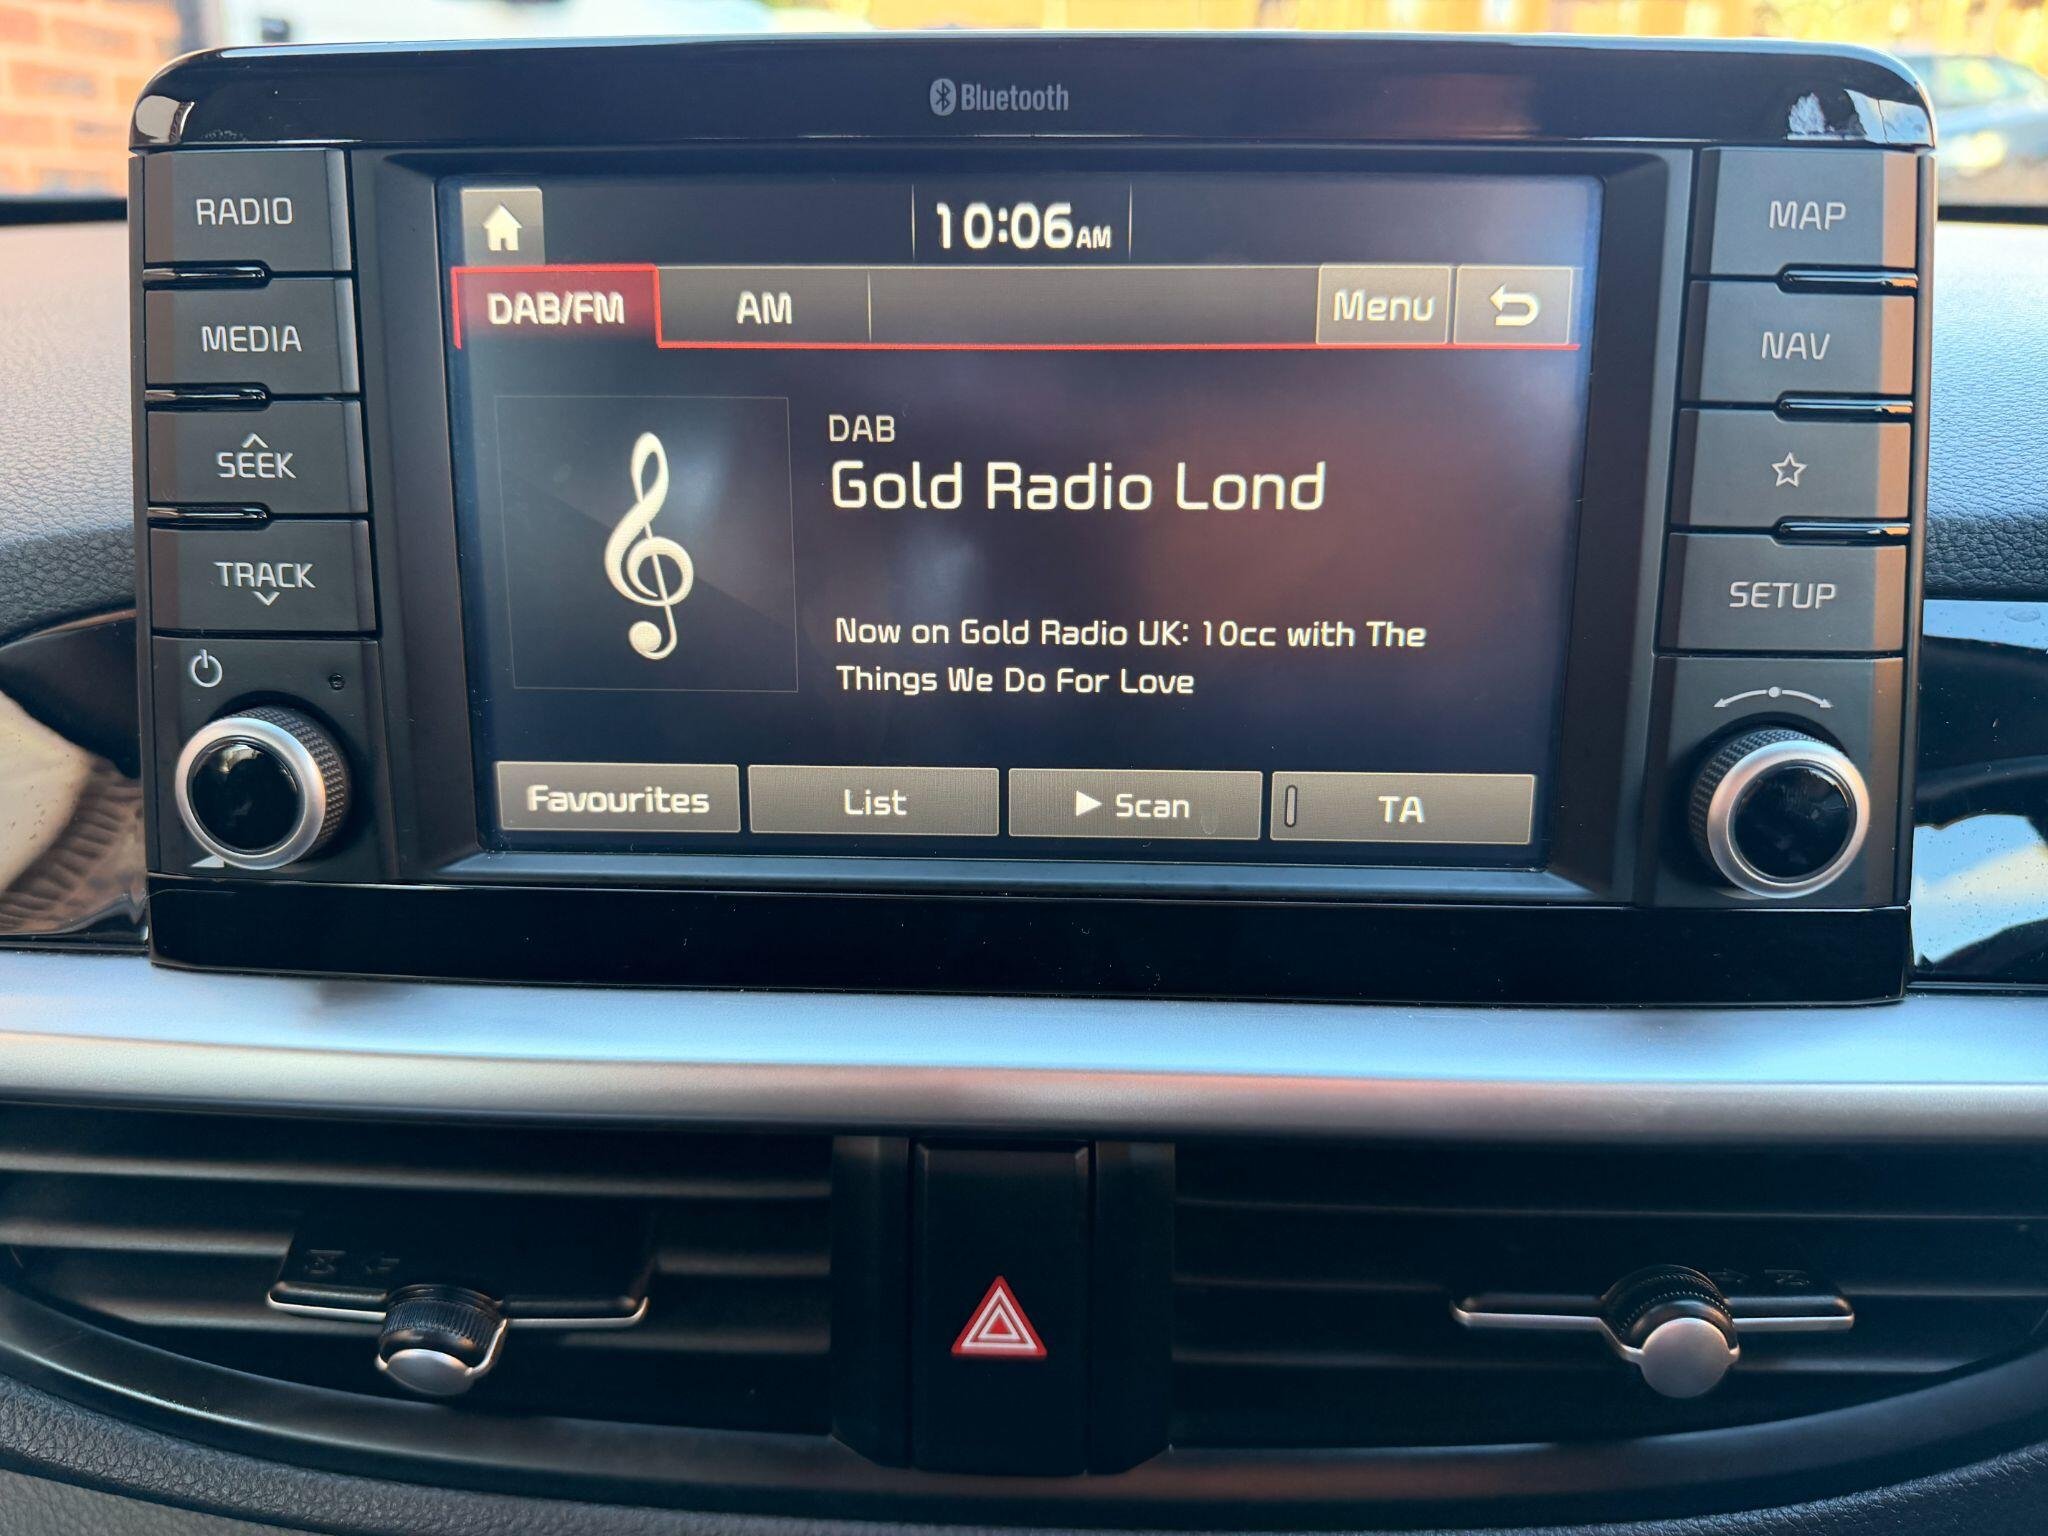 Bluetooth
RADIO
MEDIA
SEEK
TRACK
10:06AM
DAB/FM
AM
Menu
DAB
Gold Radio Lond
Now on Gold Radio UK: 10cc with The
Things We Do For Love
Favourites
List
Scan
TA
MAP
NAV
SETUP